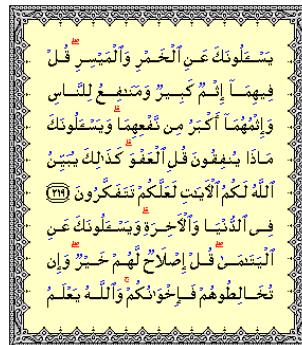 يَسْـَٔلُونَكَ عَنِ ٱلْخَمْرِ وَٱلْمَيْسِرِ ۖ قُلْ
فِيهِمَآ إِثْمٌ كَبِيرٌ وَمَنَٰفِعُ لِلنَّاسِ
وَإِثْمُهُمَآ أَكْبَرُ مِن نَّفْعِهِمَا ۗ وَيَسْـَٔلُونَكَ
مَاذَا يُنفِقُونَ قُلِ ٱلْعَفْوَ ۗ كَذَٰلِكَ يُبَيِّنُ
ٱللَّهُ لَكُمُ ٱلْءَايَٰتِ لَعَلَّكُمْ تَتَفَكَّرُونَ ﴿٢١٩﴾
فِى ٱلدُّنْيَا وَٱلْءَاخِرَةِ ۗ وَيَسْـَٔلُونَكَ عَنِ
ٱلْيَتَٰمَىٰ ۖ قُلْ إِصْلَاحٌ لَّهُمْ خَيْرٌ ۖ وَإِن
تُخَالِطُوهُمْ فَإِخْوَٰنُكُمْ ۚ وَٱللَّهُ يَعْلَمُ